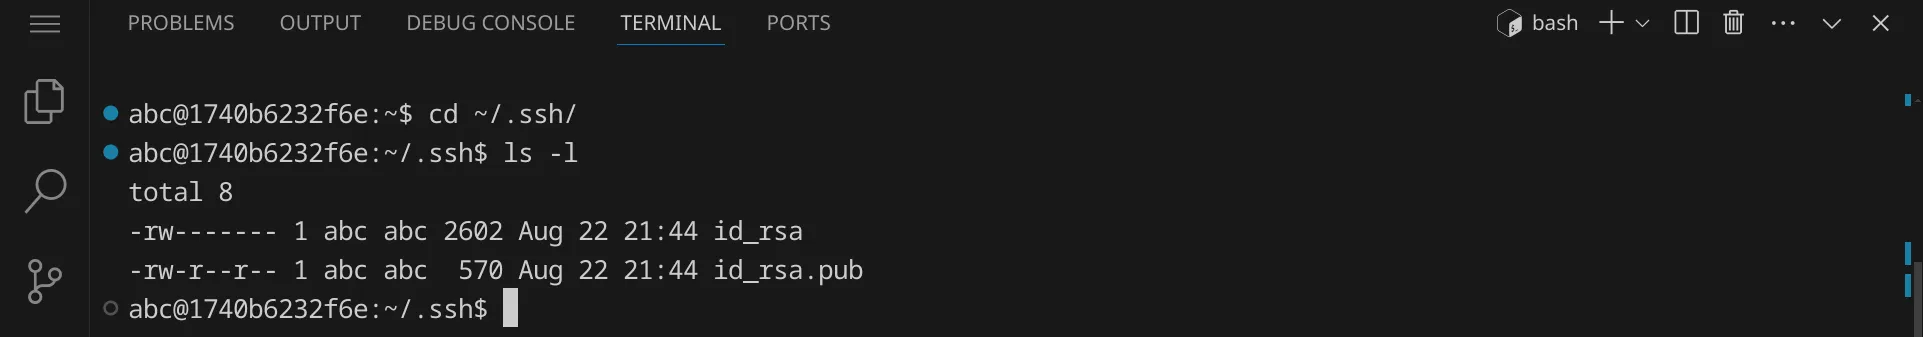 PROBLEMS OUTPUT DEBUG CONSOLE TERMINAL PORTS bash
abc@1740b6232f6e:~$ cd ~/.ssh/
abc@1740b6232f6e:~/.ssh$ ls -l
total 8
-rw------- 1 abc abc 2602 Aug 22 21:44 id_rsa
-rw-r--r-- 1 abc abc  570 Aug 22 21:44 id_rsa.pub
abc@1740b6232f6e:~/.ssh$